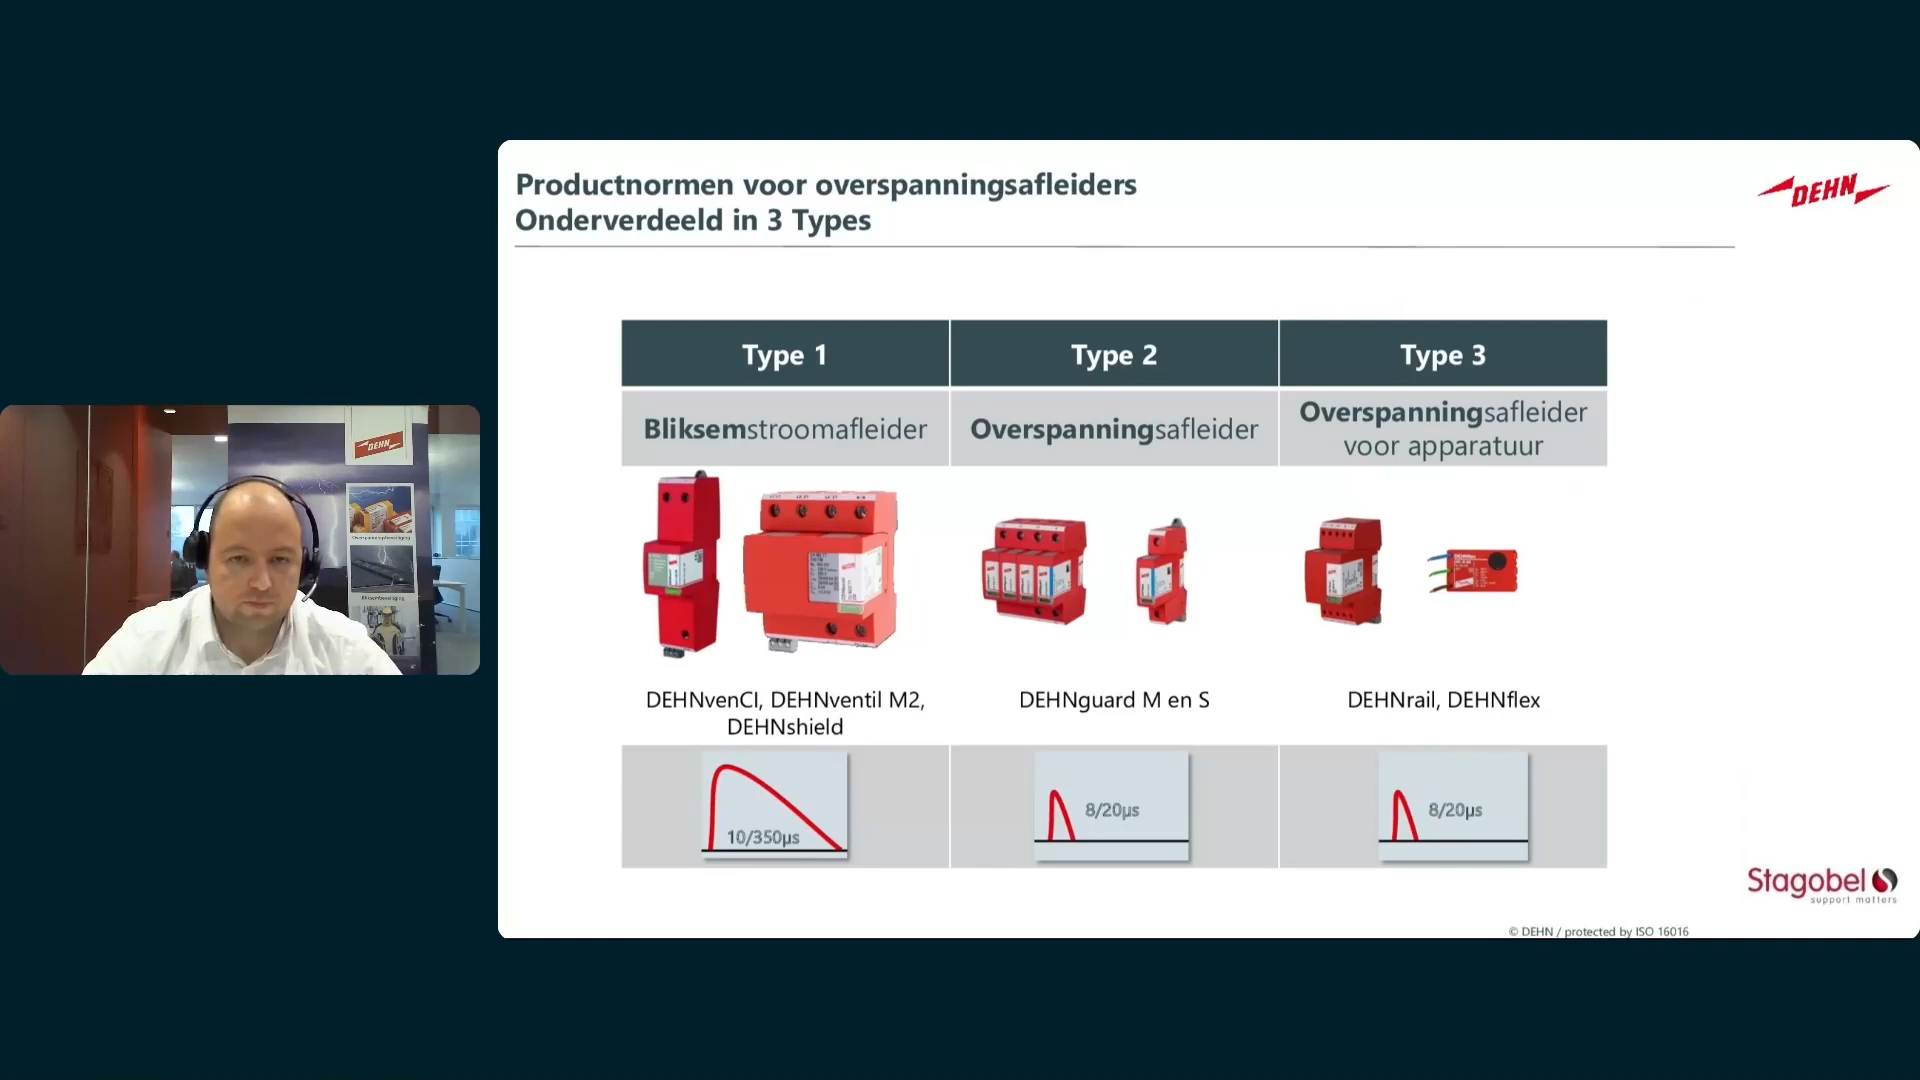 Productnormen voor overspanningsafleiders
Onderverdeeld in 3 Types
DEHN
Type 1
Type 2
Type 3
Bliksemstroomafleider
Overspanningsafleider
Overspanningsafleider
voor apparatuur
DEHNvenCI, DEHNventil M2,
DEHNshield
DEHNguard M en S
DEHNrail, DEHNflex
10/350µs
8/20µs
8/20µs
Stagobel
support matters
© DEHN / protected by ISO 16016
DEHN
Overspanningsbeveiliging
Bliksembeveiliging